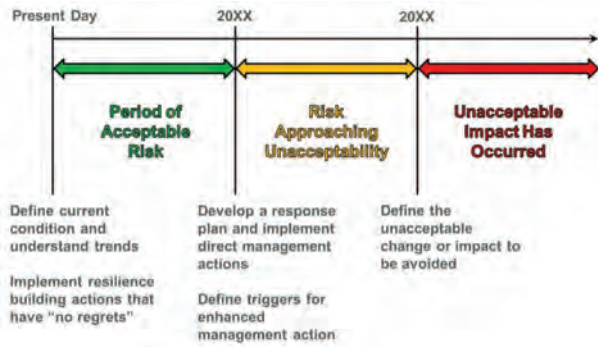 Present Day
20XX
20XX
Period of
Acceptable
Risk
Risk
Approaching
Unacceptability
Unacceptable
Impact Has
Occurred
Define current
condition and
understand trends
Implement resilience
building actions that
have “no regrets”
Develop a response
plan and implement
direct management
actions
Define triggers for
enhanced
management action
Define the
unacceptable
change or impact to
be avoided